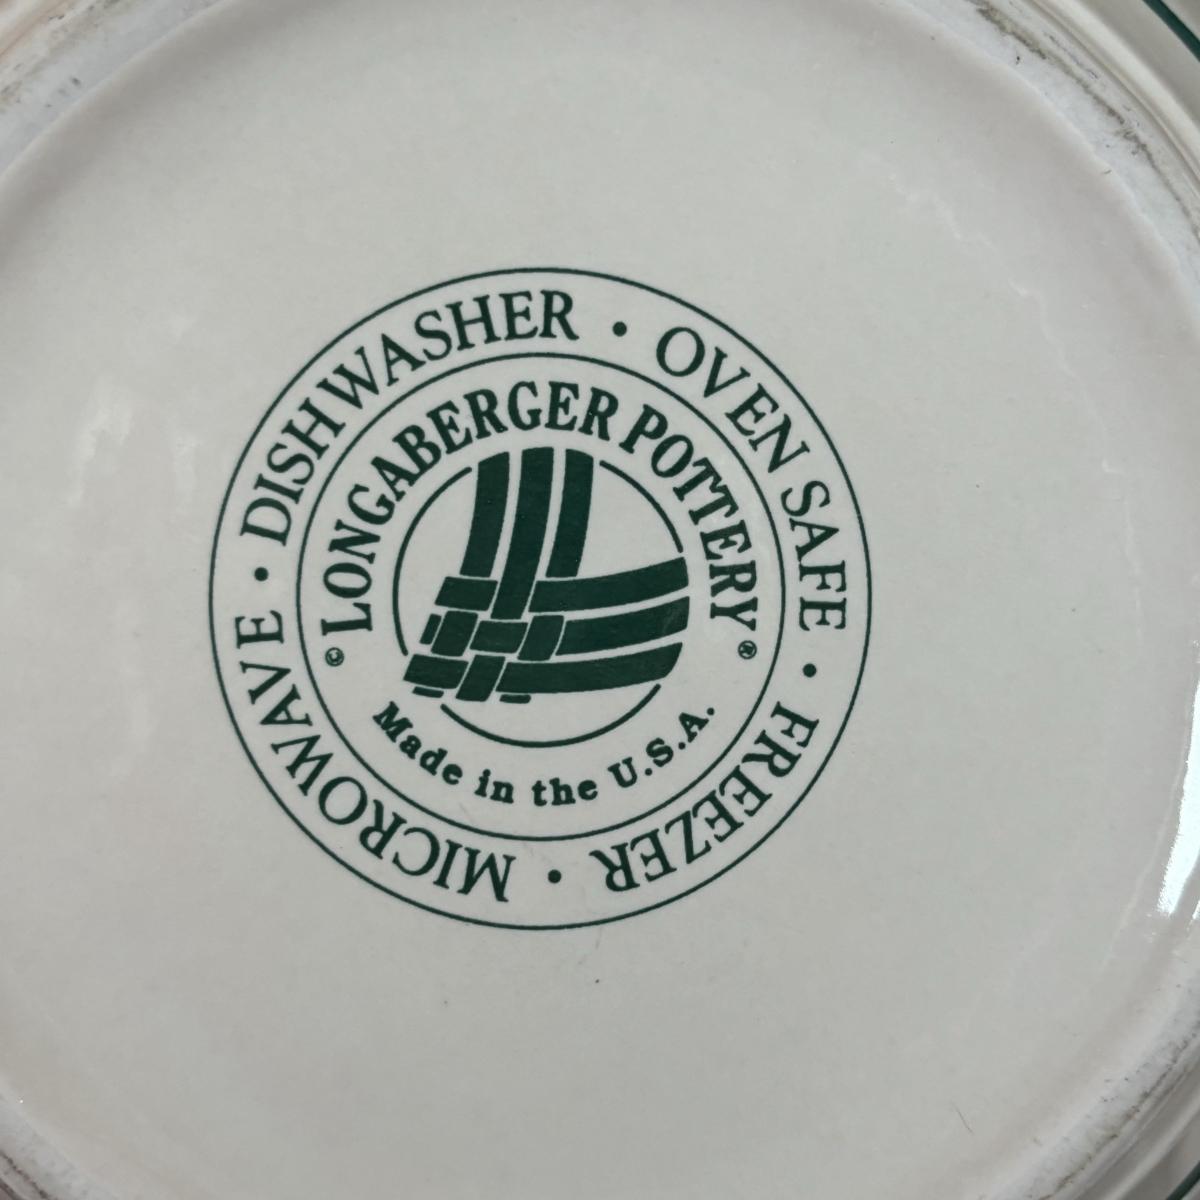 MICROWAVE · DISHWASHER · OVEN SAFE · FREEZER ·
© LONGABERGER POTTERY ®
Made in the U.S.A.